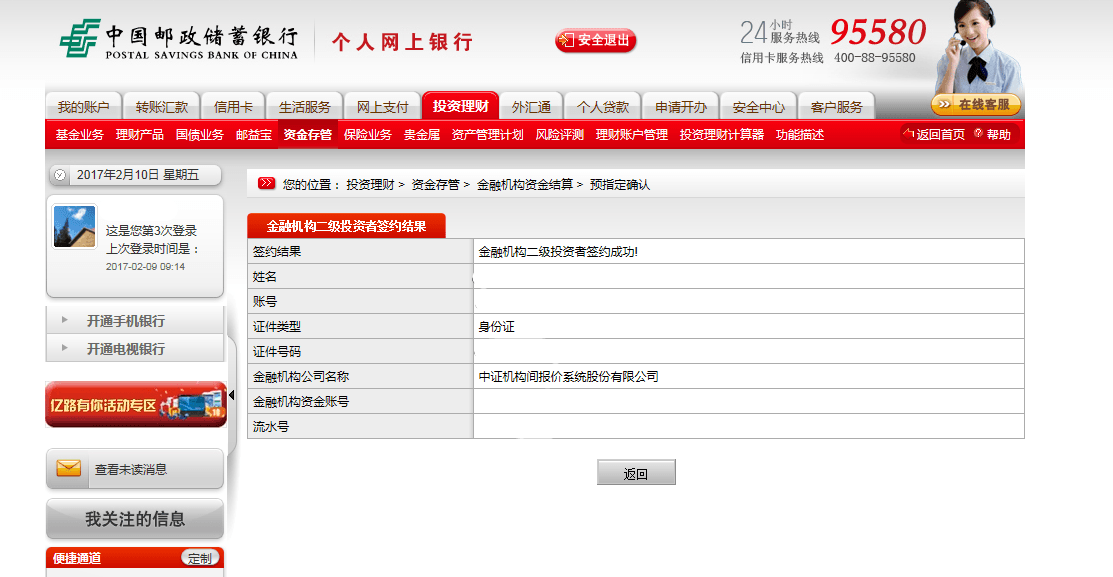 中国邮政储蓄银行
POSTAL SAVINGS BANK OF CHINA
个人网上银行
安全退出
24小时服务热线 95580
信用卡服务热线 400-88-95580
在线客服
我的账户 转账汇款 信用卡 生活服务 网上支付 投资理财 外汇通 个人贷款 申请开办 安全中心 客户服务
基金业务 理财产品 国债业务 邮益宝 资金存管 保险业务 贵金属 资产管理计划 风险评测 理财账户管理 投资理财计算器 功能描述 返回首页 帮助
2017年2月10日 星期五
您的位置： 投资理财 > 资金存管 > 金融机构资金结算 > 预指定确认
这是您第3次登录
上次登录时间是：
2017-02-09 09:14
开通手机银行
开通电视银行
亿路有你活动专区
查看未读消息
我关注的信息
便捷通道 定制
金融机构二级投资者签约结果
签约结果 金融机构二级投资者签约成功!
姓名
账号
证件类型 身份证
证件号码
金融机构公司名称 中证机构间报价系统股份有限公司
金融机构资金账号
流水号
返回